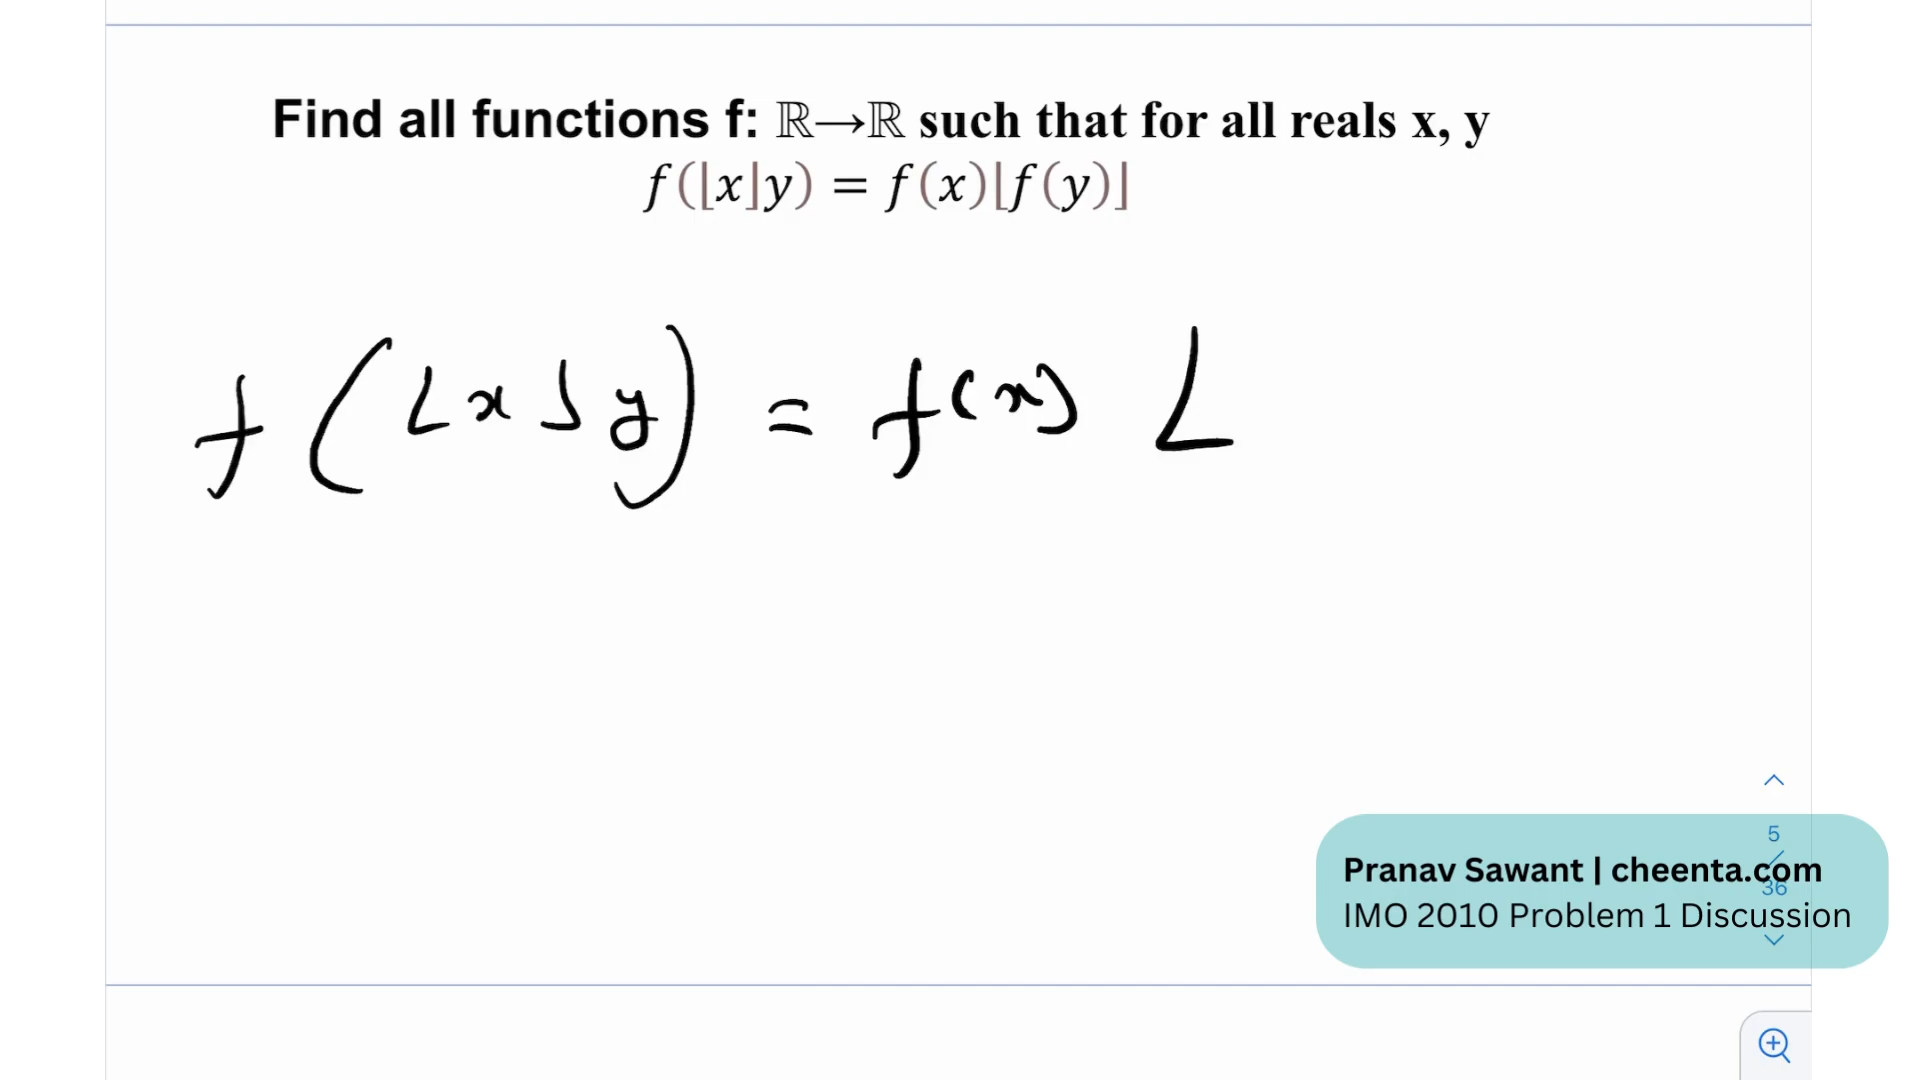 Find all functions f: ℝ→ℝ such that for all reals x, y
f(⌊x⌋y) = f(x)⌊f(y)⌋
f(⌊x⌋y) = f(x) ⌊
5
/
36
Pranav Sawant | cheenta.com
IMO 2010 Problem 1 Discussion